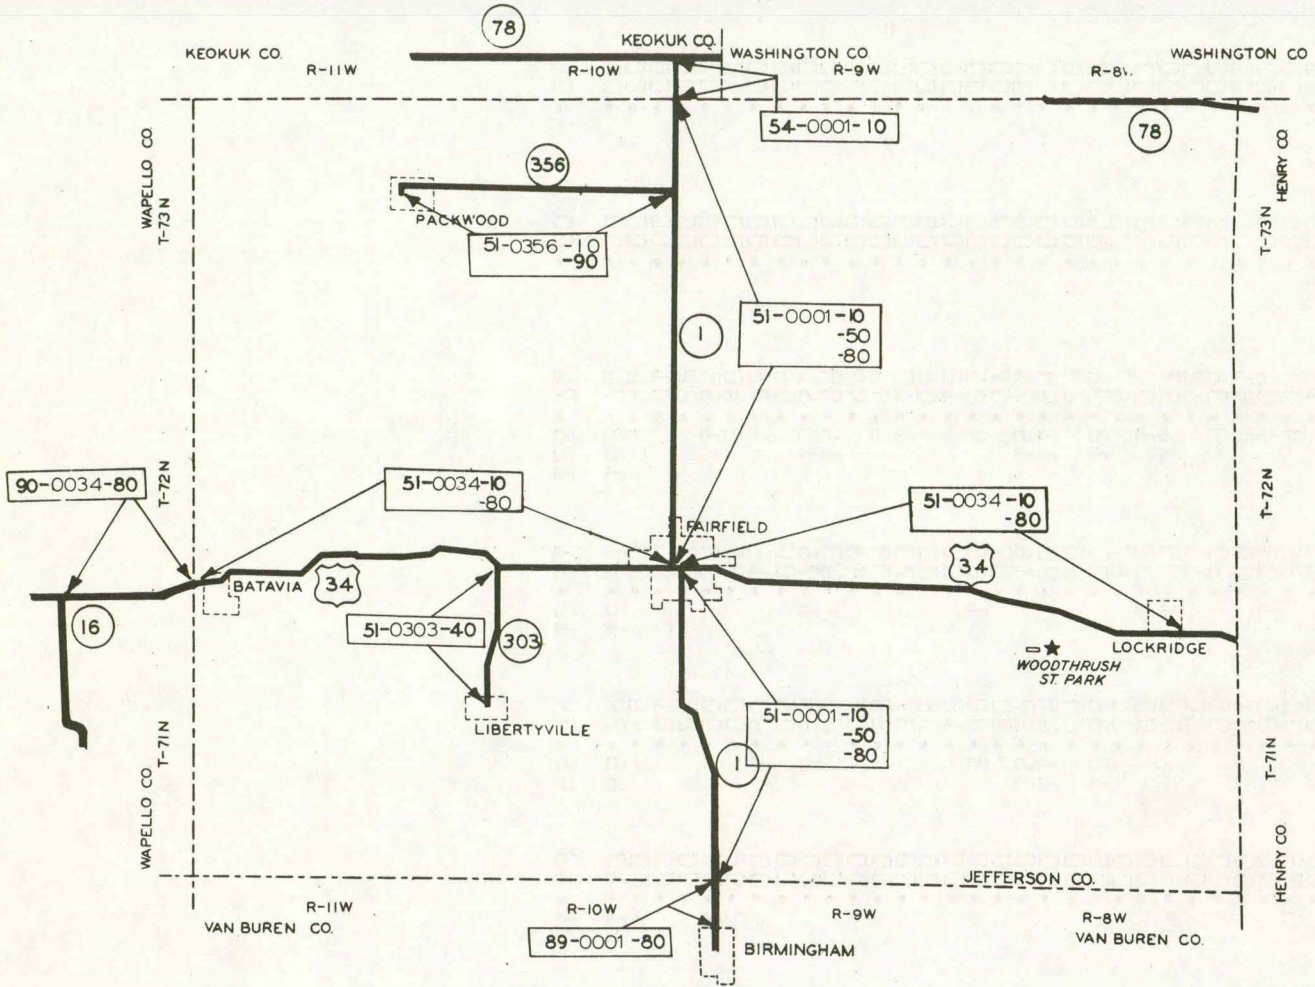 78
KEOKUK CO.
KEOKUK CO.
WASHINGTON CO.
WASHINGTON CO.
R-11W
R-10W
R-9W
R-8W.
54-0001-10
78
WAPELLO CO.
T-73N
HENRY CO.
T-73N
356
PACKWOOD
51-0356-10
-90
51-0001-10
-50
-80
1
90-0034-80
T-72N
51-0034-10
-80
51-0034-10
-80
T-72N
FAIRFIELD
BATAVIA
34
34
16
51-0303-40
303
LOCKRIDGE
WOODTHRUSH
ST. PARK
LIBERTYVILLE
51-0001-10
-50
-80
1
WAPELLO CO.
T-71N
T-71N
HENRY CO.
JEFFERSON CO.
R-11W
R-10W
R-9W
R-8W
VAN BUREN CO.
VAN BUREN CO.
89-0001-80
BIRMINGHAM